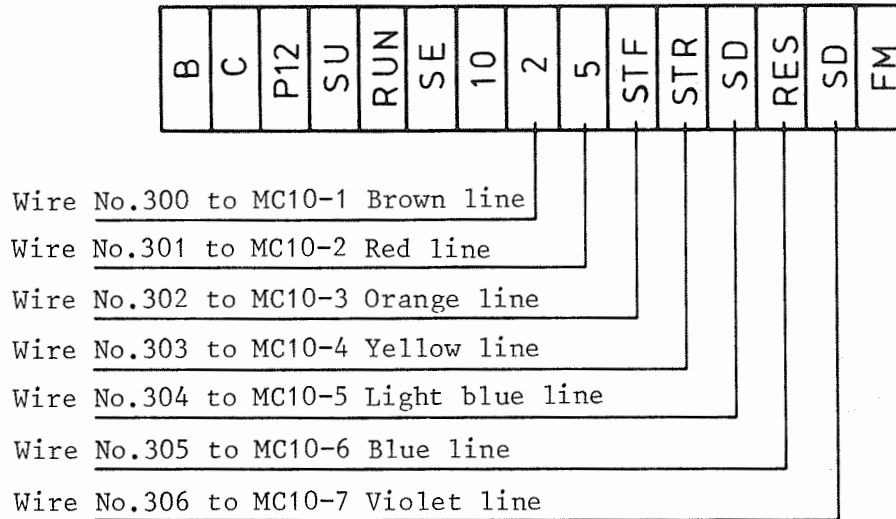 B C P12 SU RUN SE 10 2 5 STF STR SD RES SD FM
Wire No.300 to MC10-1 Brown line
Wire No.301 to MC10-2 Red line
Wire No.302 to MC10-3 Orange line
Wire No.303 to MC10-4 Yellow line
Wire No.304 to MC10-5 Light blue line
Wire No.305 to MC10-6 Blue line
Wire No.306 to MC10-7 Violet line